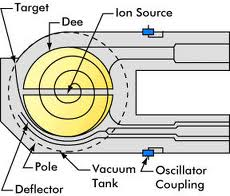 Target
Dee
Ion Source
Pole
Deflector
Vacuum
Tank
Oscillator
Coupling